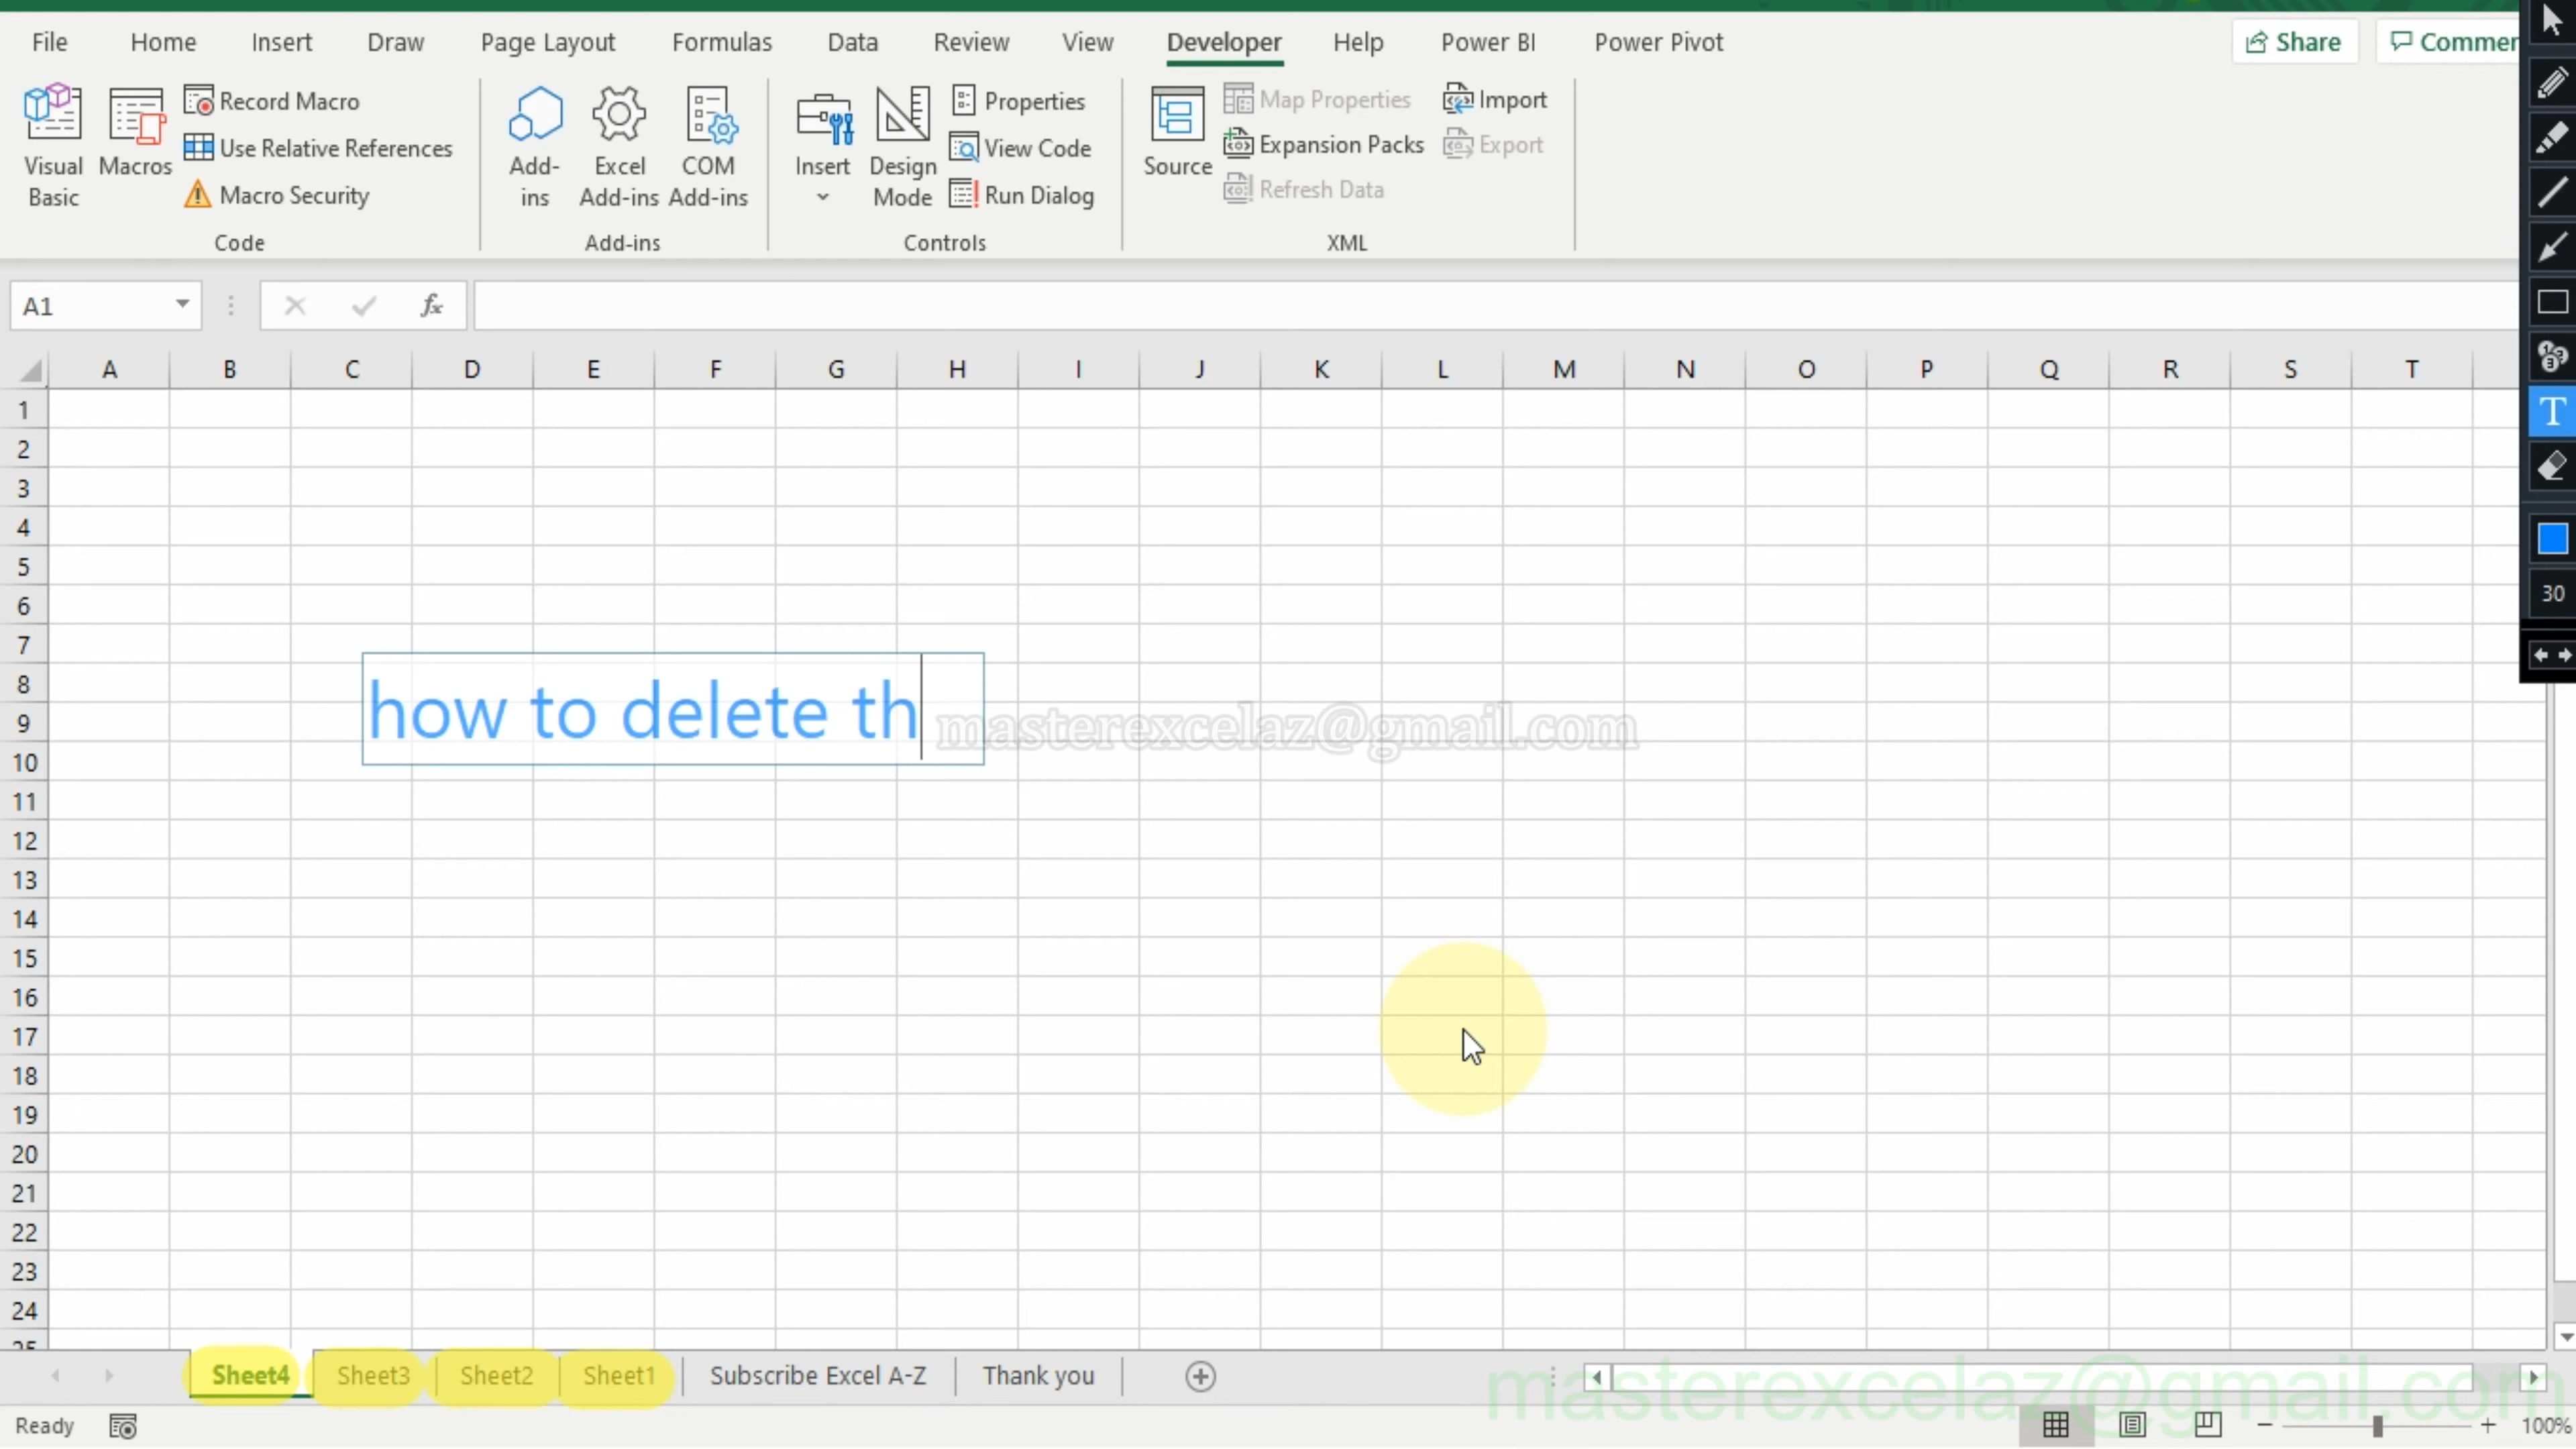 File Home Insert Draw Page Layout Formulas Data Review View Developer Help Power BI Power Pivot Share Commen
Visual Basic
Macros
Record Macro
Use Relative References
Macro Security
Code
Add-ins
Excel Add-ins
COM Add-ins
Add-ins
Insert
Design Mode
Properties
View Code
Run Dialog
Controls
Source
Map Properties
Expansion Packs
Refresh Data
Import
Export
XML
A1
fx
A B C D E F G H I J K L M N O P Q R S T
1
2
3
4
5
6
7
8
9
10
11
12
13
14
15
16
17
18
19
20
21
22
23
24
25
how to delete th
masterexcelaz@gmail.com
T
30
Sheet4 Sheet3 Sheet2 Sheet1 Subscribe Excel A-Z Thank you
masterexcelaz@gmail.com
Ready
100%